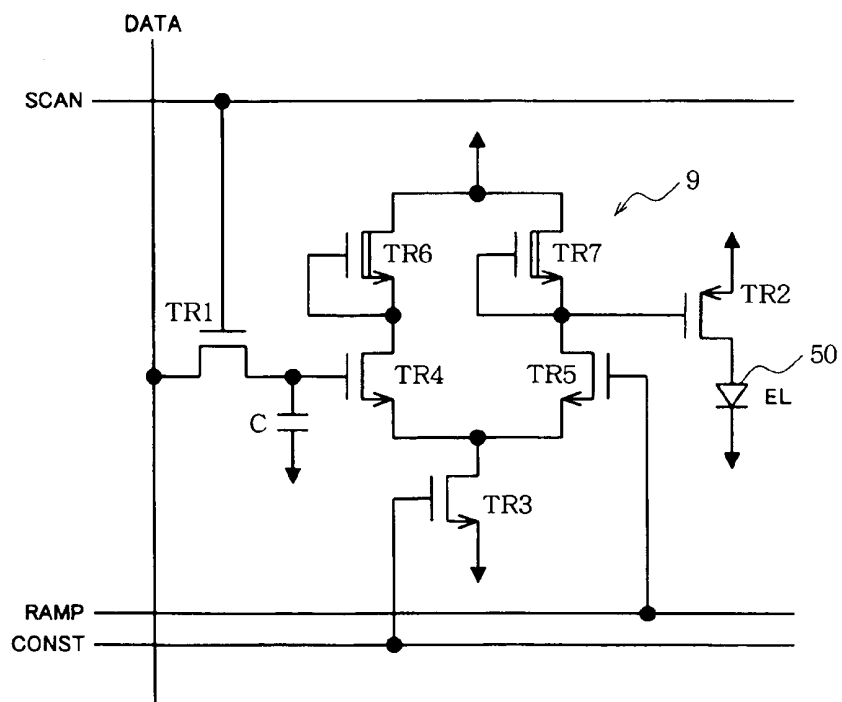 DATA
SCAN
9
TR6
TR7
TR2
TR1
TR4
TR5
50
EL
C
TR3
RAMP
CONST